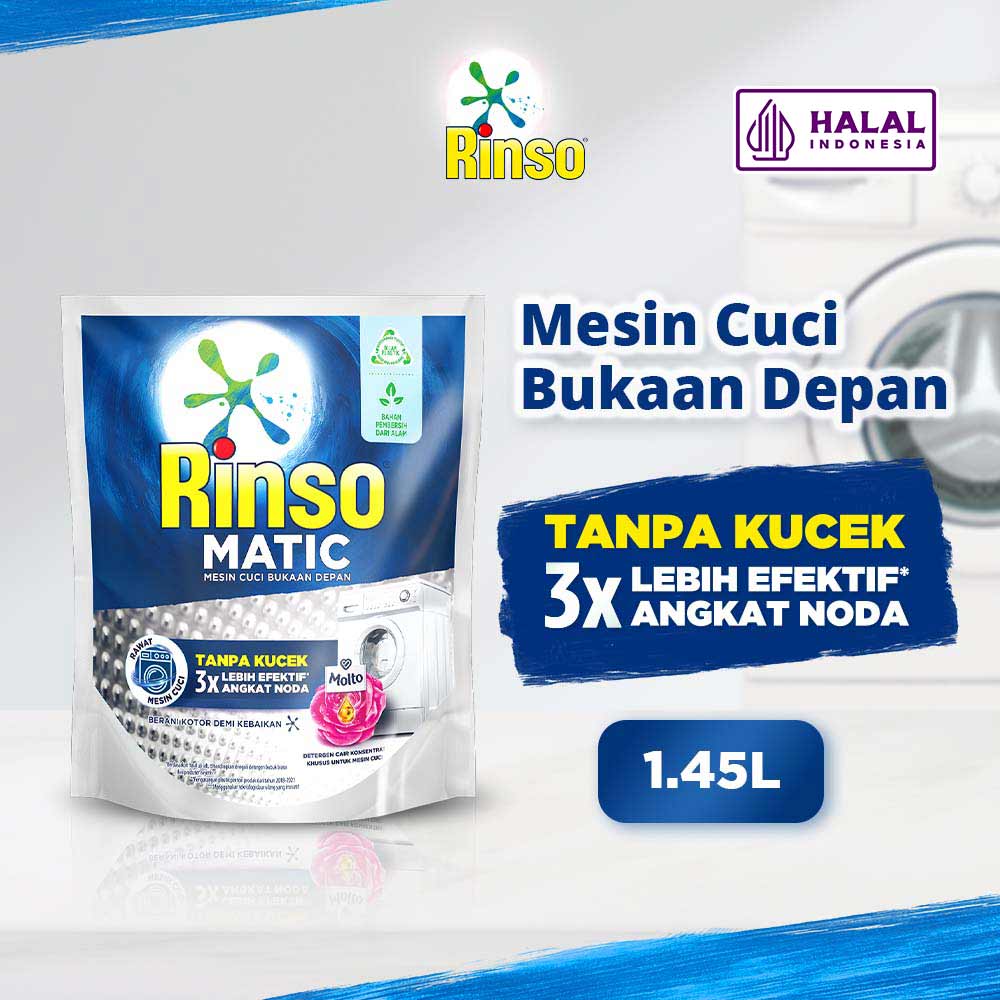 Rinso
HALAL
INDONESIA
Mesin Cuci
Bukaan Depan
TANPA KUCEK
3x LEBIH EFEKTIF*
ANGKAT NODA
1.45L
BAHAN
PEMBERSIH
DARI ALAM
Rinso
MATIC
MESIN CUCI BUKAAN DEPAN
RAWAT
MESIN CUCI
TANPA KUCEK
3x LEBIH EFEKTIF*
ANGKAT NODA
Molto
BERANI KOTOR DEMI KEBAIKAN
DETERGEN CAIR KONSENTRAT
KHUSUS UNTUK MESIN CUCI